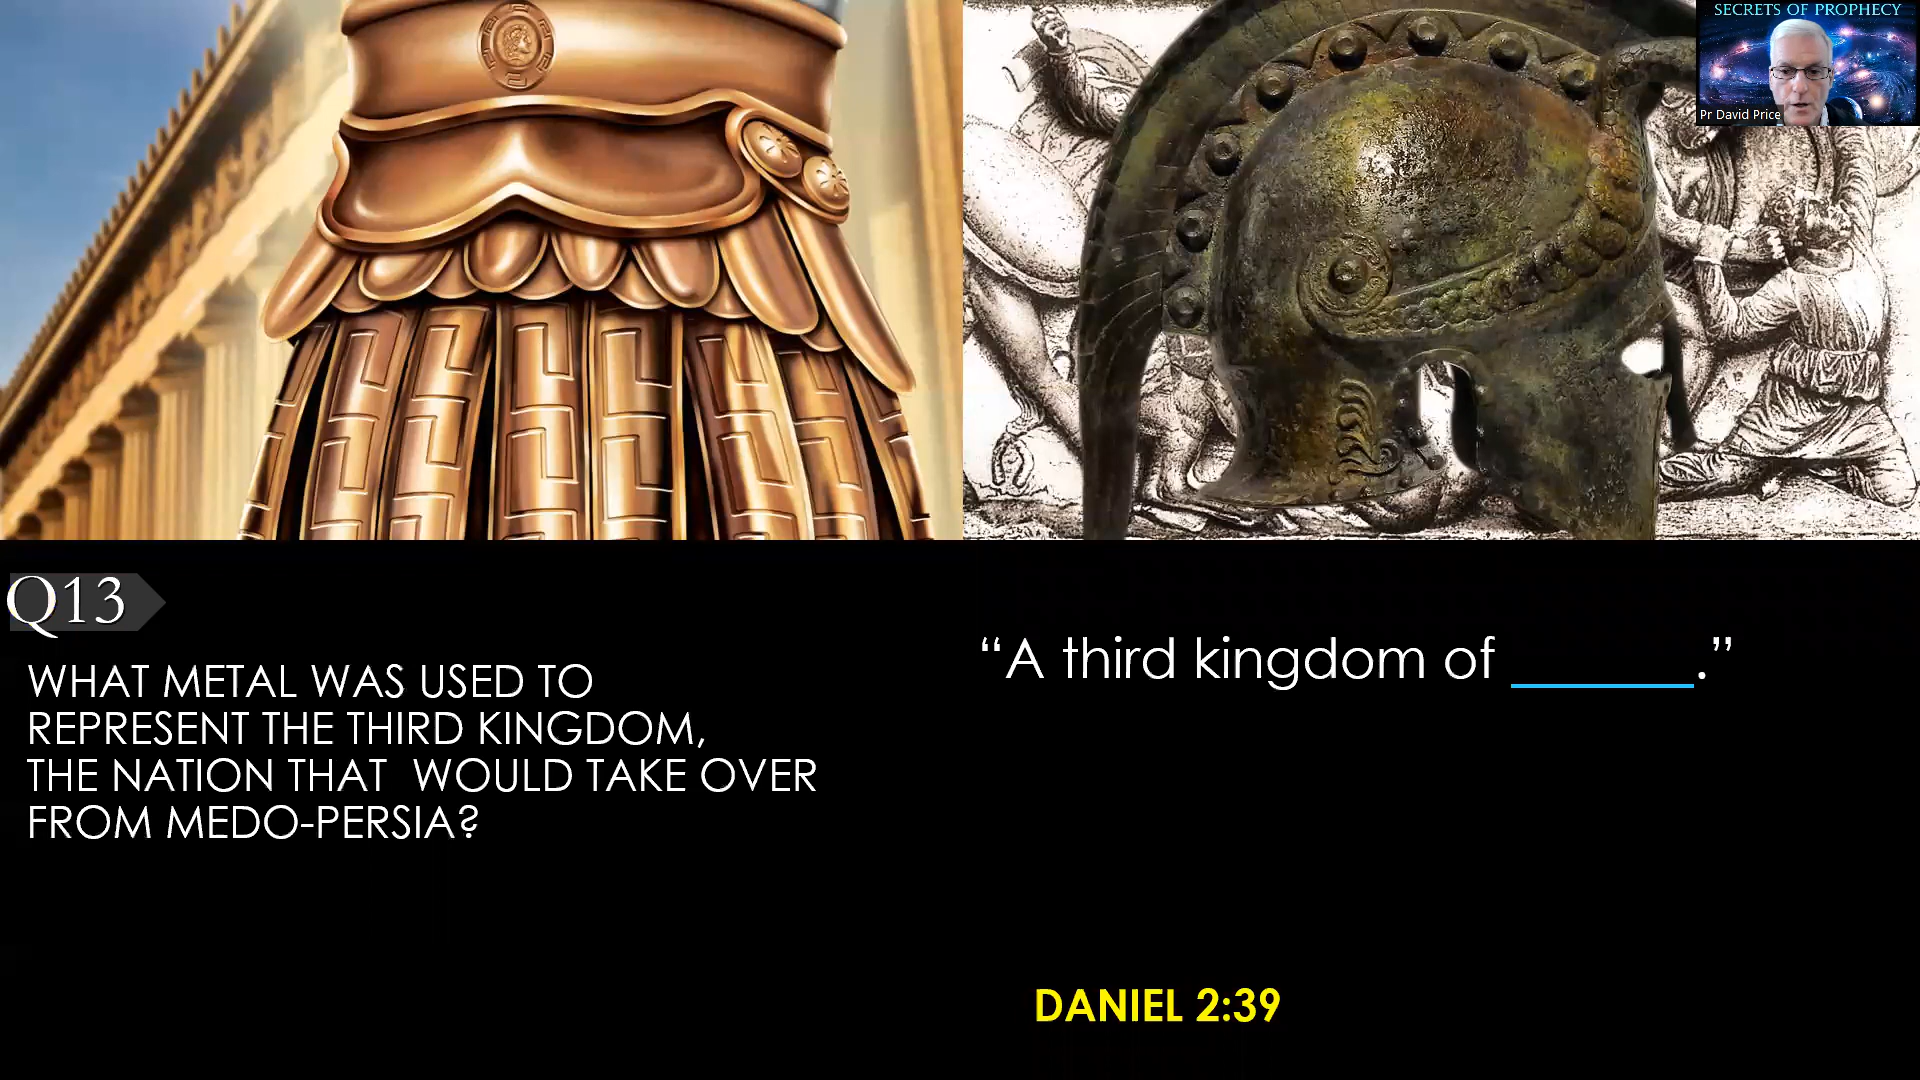 SECRETS OF PROPHECY
Pr David Price
Q13
WHAT METAL WAS USED TO
REPRESENT THE THIRD KINGDOM,
THE NATION THAT  WOULD TAKE OVER
FROM MEDO-PERSIA?
“A third kingdom of ______.”
DANIEL 2:39